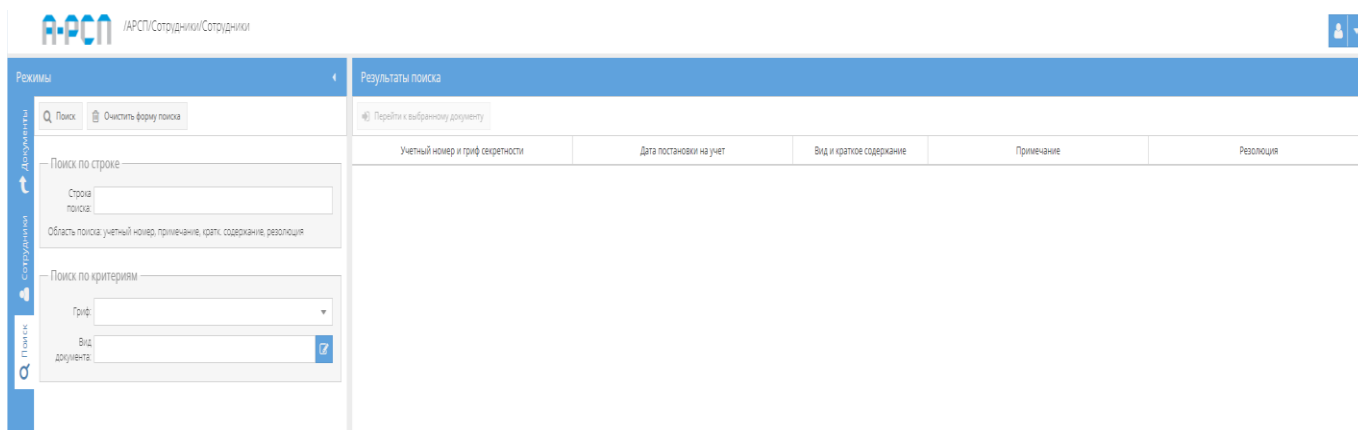 А-РСП
/АРСП/Сотрудники/Сотрудники
Режимы
Результаты поиска
Поиск
Очистить форму поиска
Перейти к выбранному документу
Документы
Сотрудники
Поиск
Поиск по строке
Строка
поиска:
Область поиска: учетный номер, примечание, кратк. содержание, резолюция
Поиск по критериям
Гриф:
Вид
документа:
Учетный номер и гриф секретности
Дата постановки на учет
Вид и краткое содержание
Примечание
Резолюция